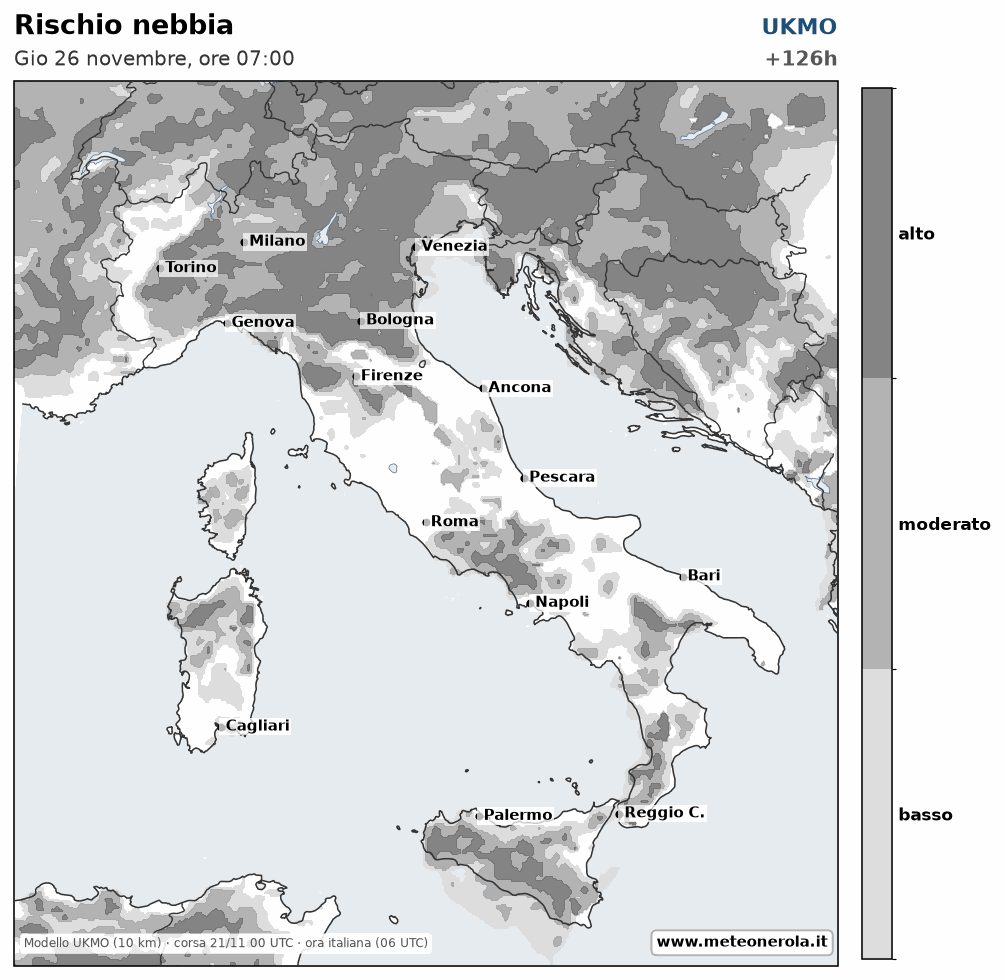 Rischio nebbia
UKMO
Gio 26 novembre, ore 07:00
+126h
alto
Milano
Venezia
Torino
Genova
Bologna
Firenze
Ancona
Pescara
Roma
moderato
Bari
Napoli
Cagliari
Palermo
Reggio C.
basso
Modello UKMO (10 km) · corsa 21/11 00 UTC · ora italiana (06 UTC)
www.meteonerola.it